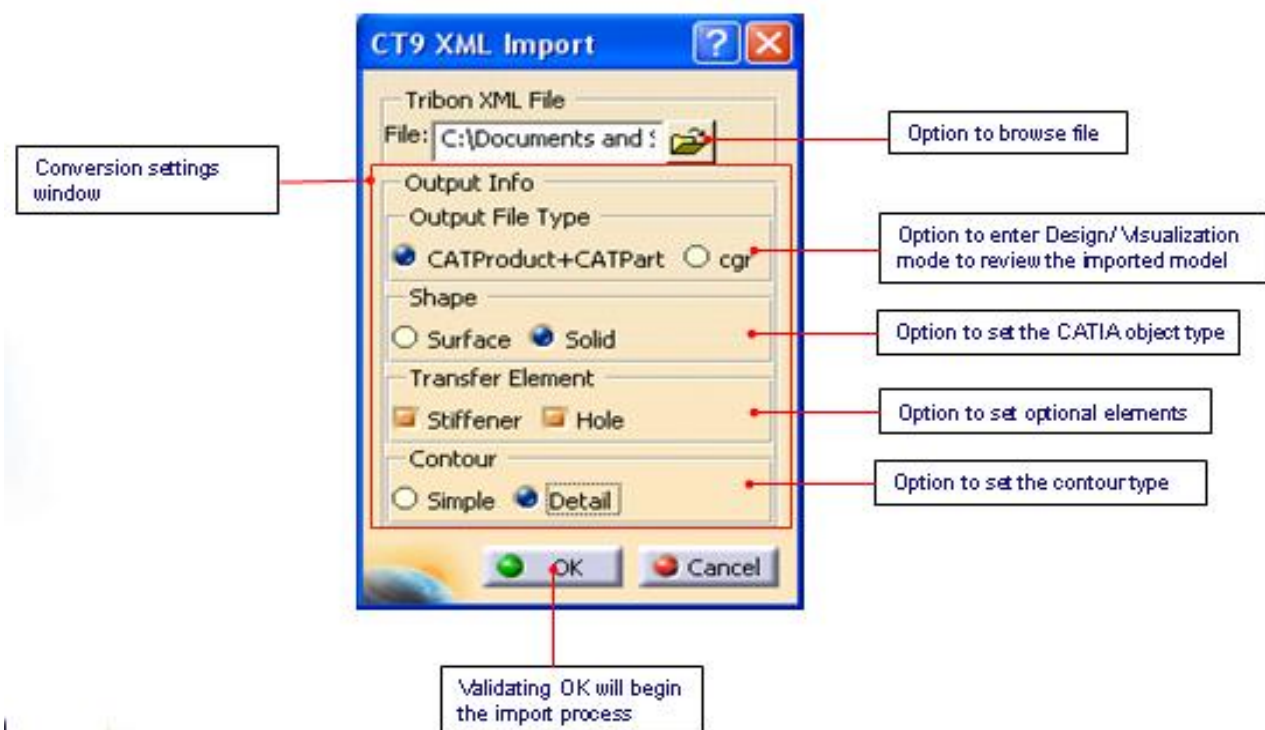 CT9 XML Import
Tribon XML File
File: C:\Documents and S
Option to browse file
Conversion settings
window
Output Info
Output File Type
CATProduct+CATPart cgr
Option to enter Design/Visualization
mode to review the imported model
Shape
Surface Solid
Option to set the CATIA object type
Transfer Element
Stiffener Hole
Option to set optional elements
Contour
Simple Detail
Option to set the contour type
OK Cancel
Validating OK will begin
the import process